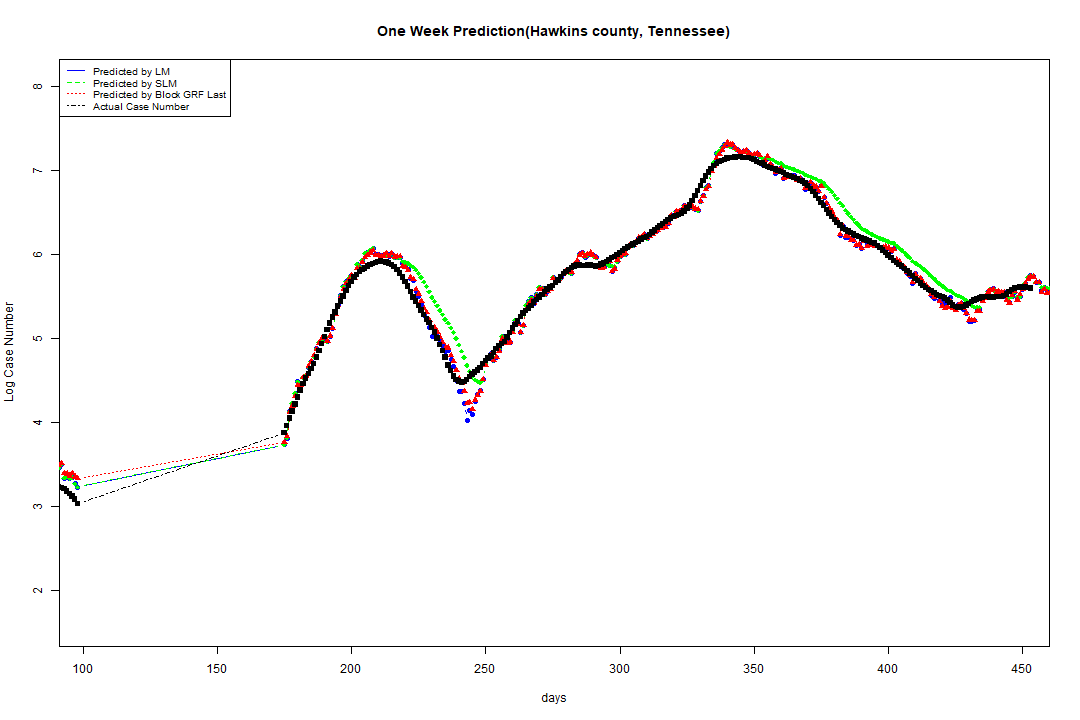 One Week Prediction(Hawkins county, Tennessee)
Predicted by LM
Predicted by SLM
Predicted by Block GRF Last
Actual Case Number
8
7
6
5
4
3
2
Log Case Number
100 150 200 250 300 350 400 450
days